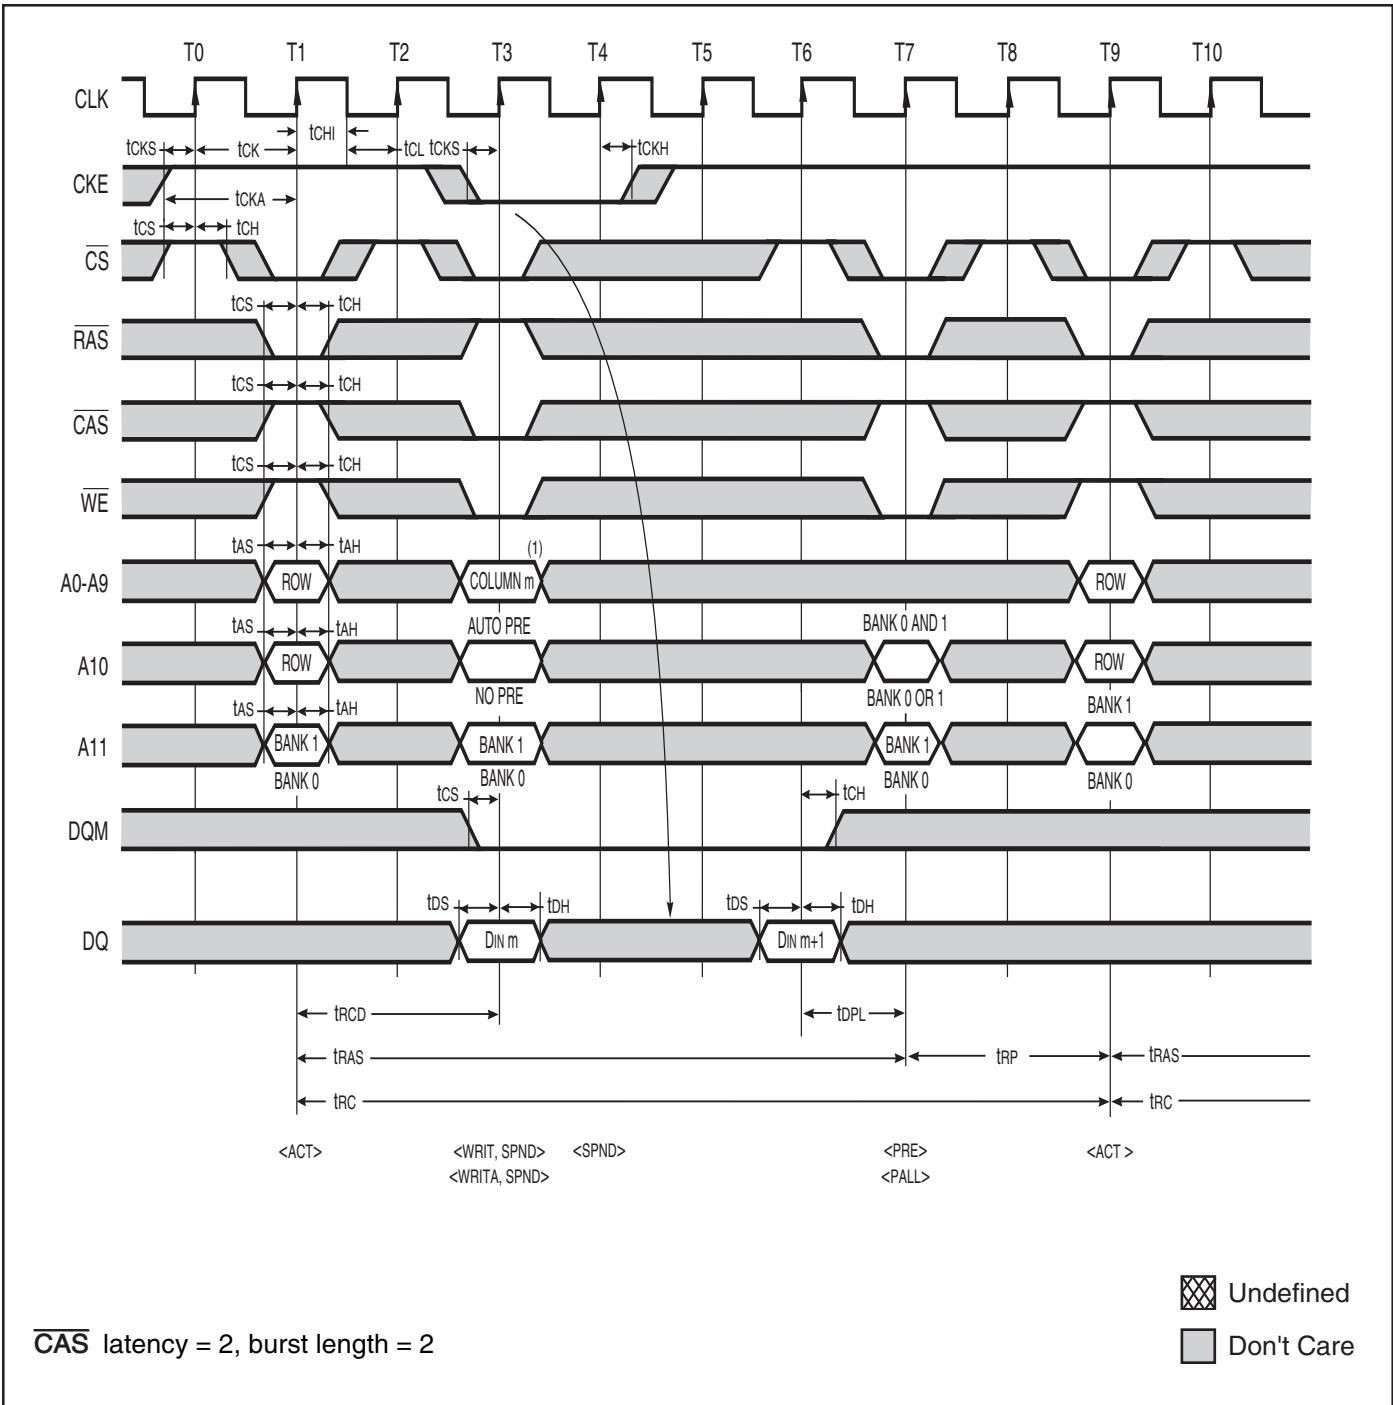 T0 T1 T2 T3 T4 T5 T6 T7 T8 T9 T10
CLK
tCHI
tCKS tCK tCL tCKS tCKH
CKE
tCKA
tCS tCH
CS
tCS tCH
RAS
tCS tCH
CAS
tCS tCH
WE
tAS tAH (1)
A0-A9 ROW COLUMN m ROW
tAS tAH AUTO PRE BANK 0 AND 1
A10 ROW ROW
NO PRE BANK 0 OR 1 BANK 1
tAS tAH
A11 BANK 1 BANK 1 BANK 1
BANK 0 BANK 0 BANK 0 BANK 0
tCS tCH
DQM
tDS tDH tDS tDH
DQ DIN m DIN m+1
tRCD tDPL
tRAS tRP tRAS
tRC tRC
<ACT> <WRIT, SPND> <SPND> <PRE> <ACT >
<WRITA, SPND> <PALL>
Undefined
CAS latency = 2, burst length = 2
Don't Care